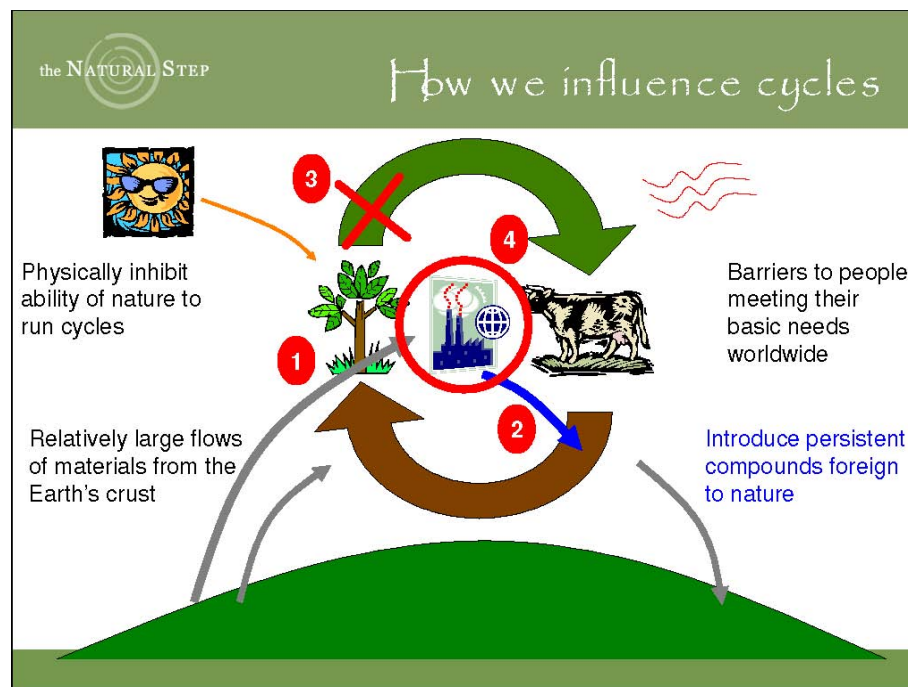 the NATURAL STEP
How we influence cycles
3
4
Physically inhibit
ability of nature to
run cycles
Barriers to people
meeting their
basic needs
worldwide
1
2
Relatively large flows
of materials from the
Earth's crust
Introduce persistent
compounds foreign
to nature